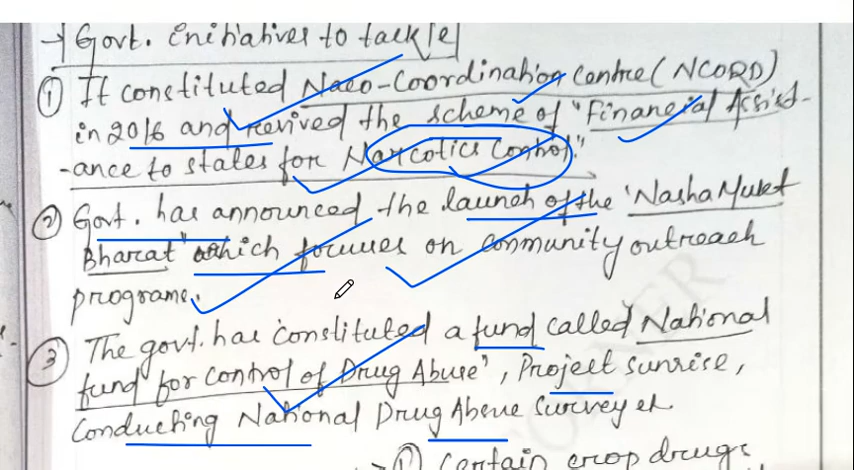 → Govt. initiatives to tackle
① It constituted Naco-Coordination Centre (NCORD)
in 2016 and revived the scheme of "Financial Assist-
-ance to states for Narcotics Control."
② Govt. has announced the launch of the 'Nasha Mukt
Bharat" which focuses on community outreach
programe.
③ The govt. has constituted a fund called National
fund for control of Drug Abuse", Project Sunrise,
Conducting National Drug Abuse Survey etc
→ ① Certain crop drugs